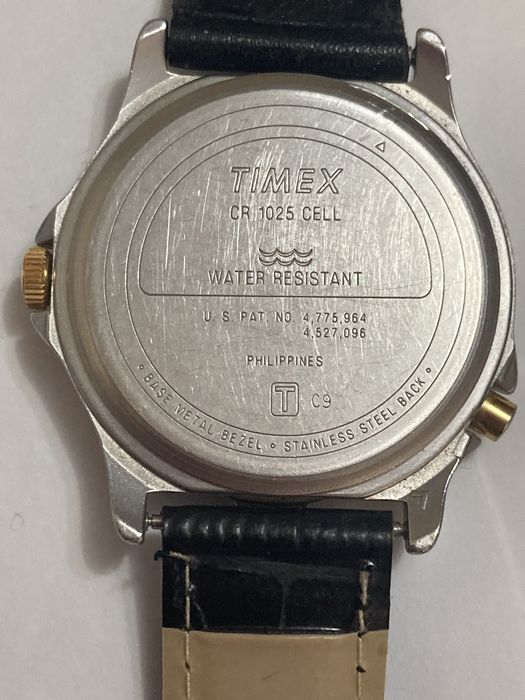 TIMEX
CR 1025 CELL
WATER RESISTANT
U S PAT. NO 4,775,964
4,527,096
PHILIPPINES
T C9
° BASE METAL BEZEL ° STAINLESS STEEL BACK °